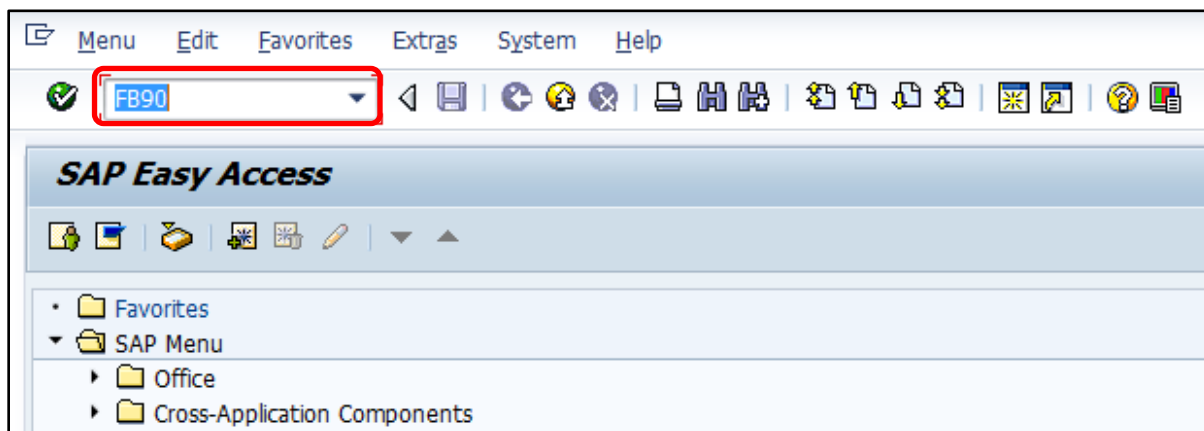 Menu Edit Favorites Extras System Help
FB90
SAP Easy Access
Favorites
SAP Menu
Office
Cross-Application Components